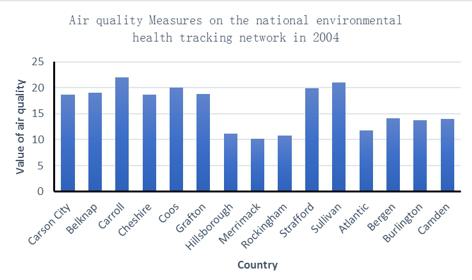 Air quality Measures on the national environmental
health tracking network in 2004
Value of air quality
25
20
15
10
5
0
Carson City
Belknap
Carroll
Cheshire
Coos
Grafton
Hillsborough
Merrimack
Rockingham
Strafford
Sullivan
Atlantic
Bergen
Burlington
Camden
Country